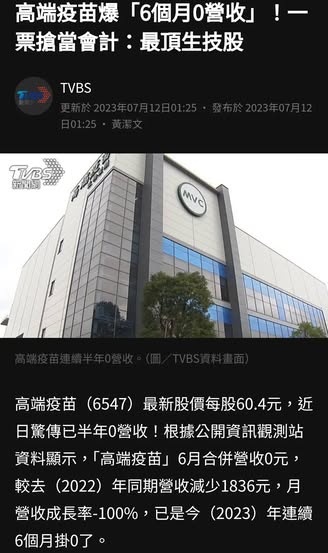 高端疫苗爆「6個月0營收」！一
票搶當會計：最頂生技股
TVBS
更新於 2023年07月12日01:25 • 發布於 2023年07月12
日01:25 • 黃潔文
TVBS
新聞網
MVC
高端疫苗連續半年0營收。（圖／TVBS資料畫面）
高端疫苗（6547）最新股價每股60.4元，近
日驚傳已半年0營收！根據公開資訊觀測站
資料顯示，「高端疫苗」6月合併營收0元，
較去（2022）年同期營收減少1836元，月
營收成長率-100%，已是今（2023）年連續
6個月掛0了。